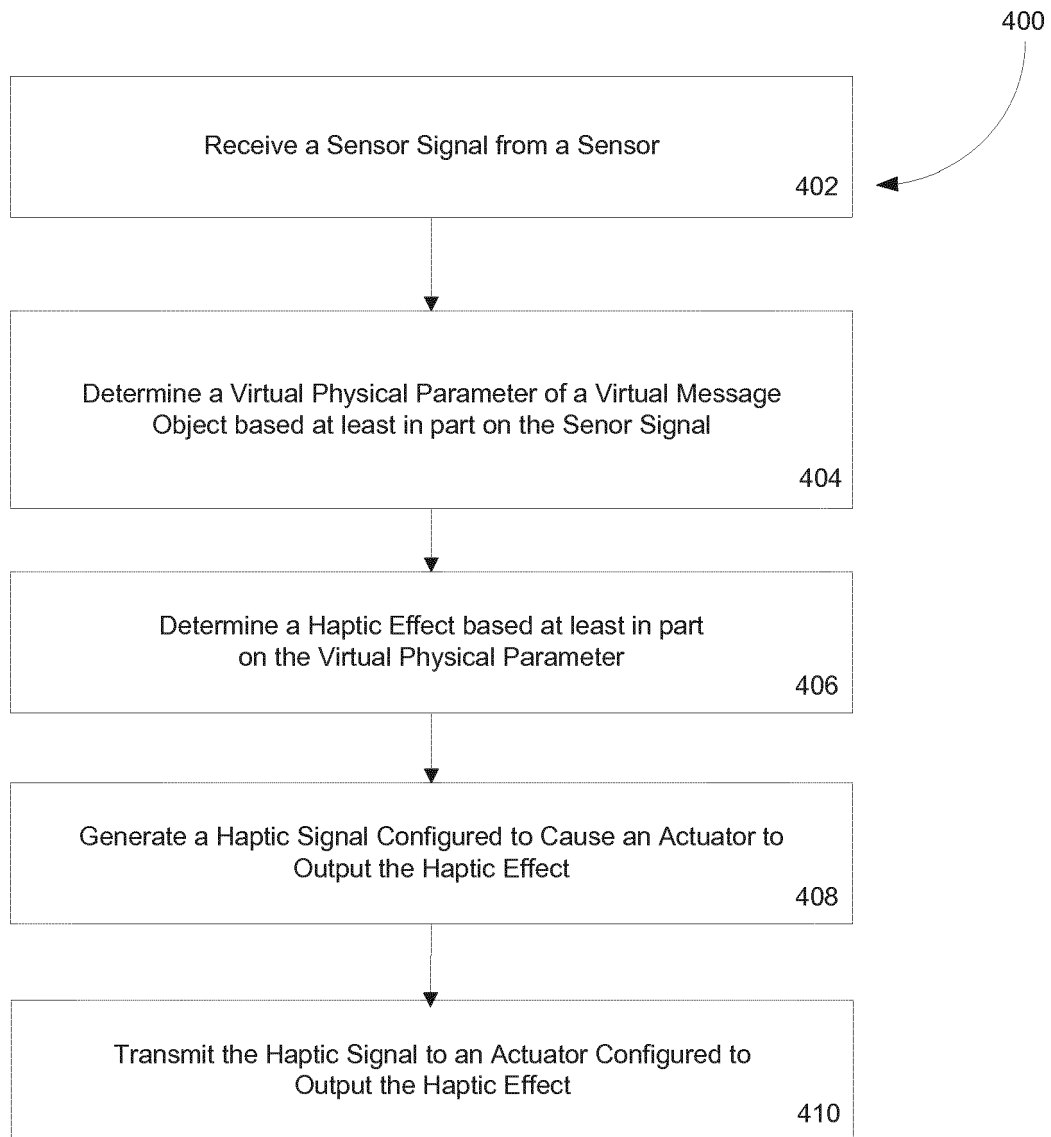 400
Receive a Sensor Signal from a Sensor
402
Determine a Virtual Physical Parameter of a Virtual Message
Object based at least in part on the Senor Signal
404
Determine a Haptic Effect based at least in part
on the Virtual Physical Parameter
406
Generate a Haptic Signal Configured to Cause an Actuator to
Output the Haptic Effect
408
Transmit the Haptic Signal to an Actuator Configured to
Output the Haptic Effect
410